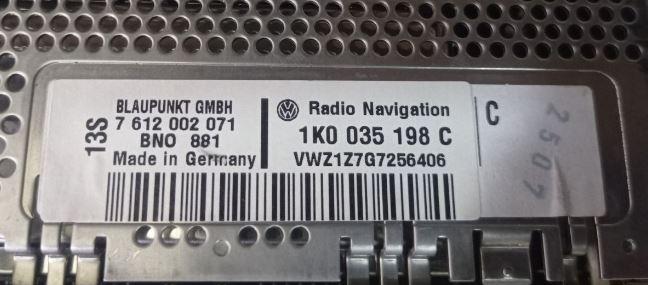 13S
BLAUPUNKT GMBH
7 612 002 071
BNO 881
Made in Germany
Radio Navigation
1K0 035 198 C
VWZ1Z7G7256406
C
2507